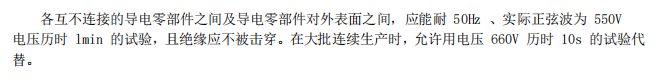 各互不连接的导电零部件之间及导电零部件对外表面之间，应能耐 50Hz 、实际正弦波为 550V
电压历时 1min 的试验，且绝缘应不被击穿。在大批连续生产时，允许用电压 660V 历时 10s 的试验代
替。